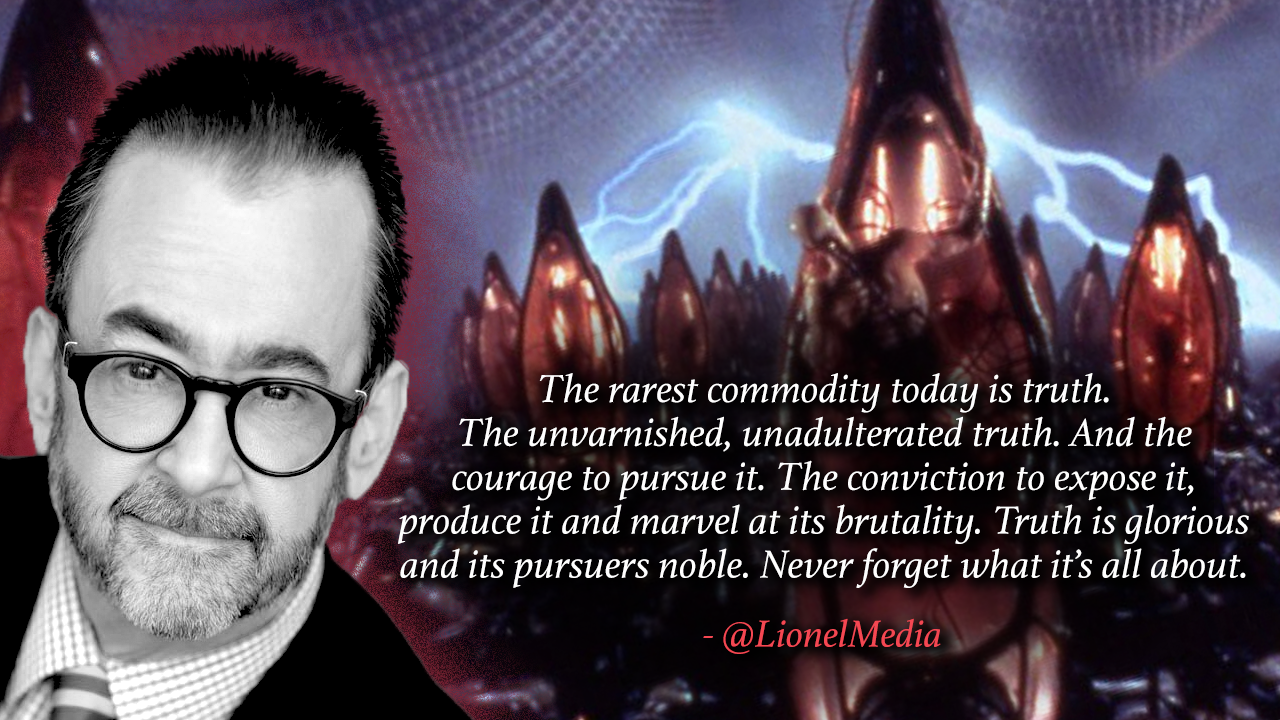 The rarest commodity today is truth.
The unvarnished, unadulterated truth. And the
courage to pursue it. The conviction to expose it,
produce it and marvel at its brutality. Truth is glorious
and its pursuers noble. Never forget what it’s all about.
- @LionelMedia